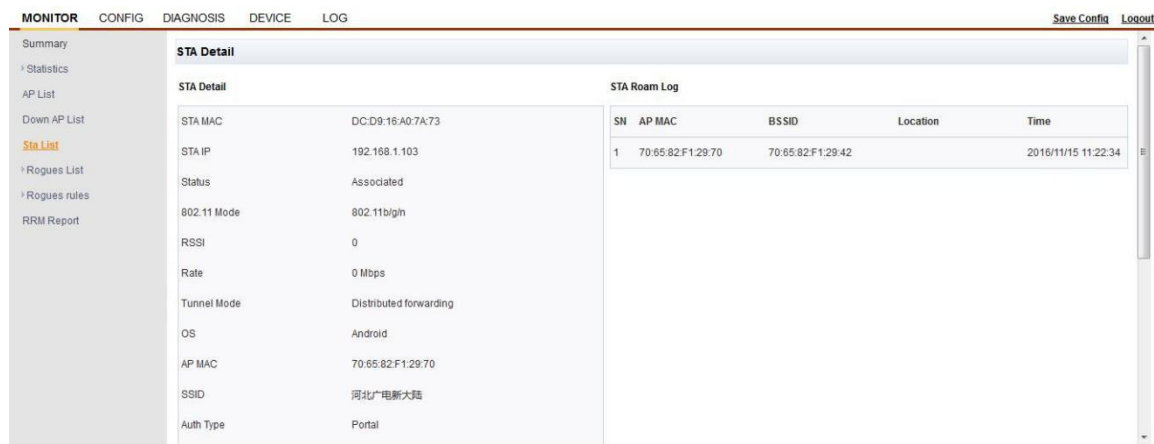 MONITOR CONFIG DIAGNOSIS DEVICE LOG Save Config Logout
Summary
Statistics
AP List
Down AP List
Sta List
Rogues List
Rogues rules
RRM Report
STA Detail
STA Detail
STA MAC DC:D9:16:A0:7A:73
STA IP 192.168.1.103
Status Associated
802.11 Mode 802.11b/g/n
RSSI 0
Rate 0 Mbps
Tunnel Mode Distributed forwarding
OS Android
AP MAC 70:65:82:F1:29:70
SSID 河北广电新大陆
Auth Type Portal
STA Roam Log
SN AP MAC BSSID Location Time
1 70:65:82:F1:29:70 70:65:82:F1:29:42 2016/11/15 11:22:34